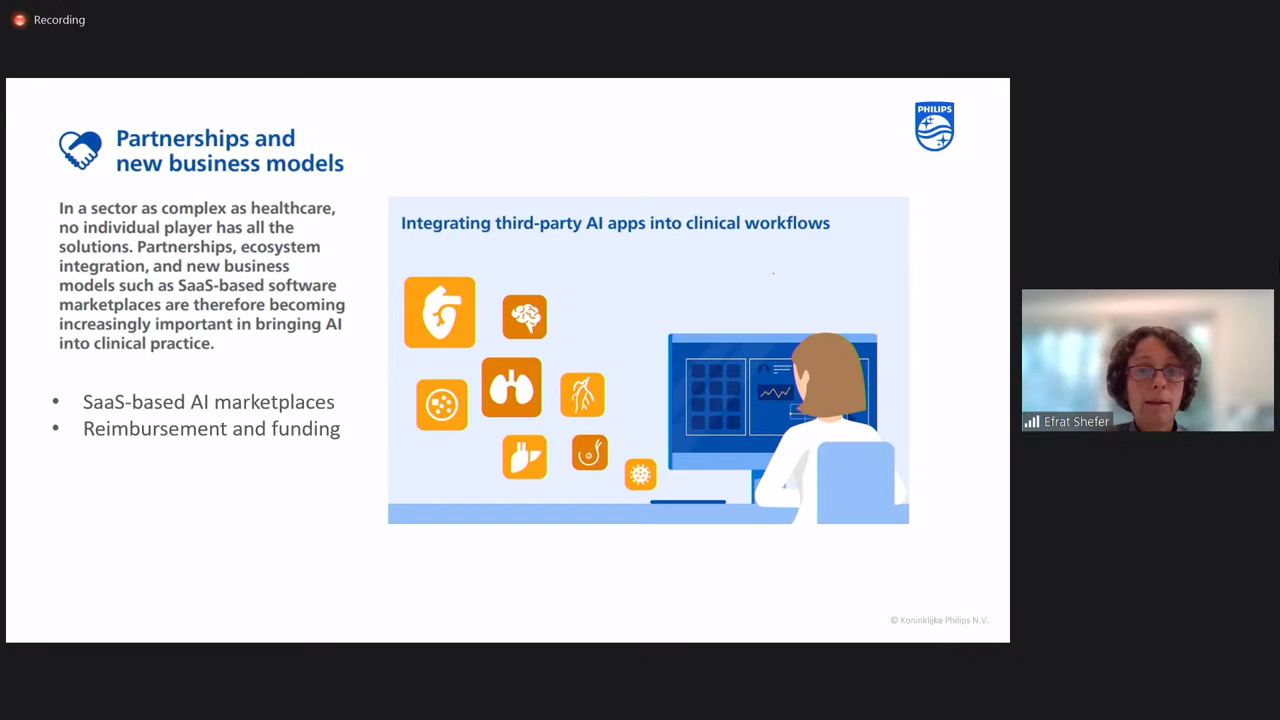 Recording
PHILIPS
Partnerships and
new business models
In a sector as complex as healthcare,
no individual player has all the
solutions. Partnerships, ecosystem
integration, and new business
models such as SaaS-based software
marketplaces are therefore becoming
increasingly important in bringing AI
into clinical practice.
• SaaS-based AI marketplaces
• Reimbursement and funding
Integrating third-party AI apps into clinical workflows
Efrat Shefer
© Koninklijke Philips N.V.